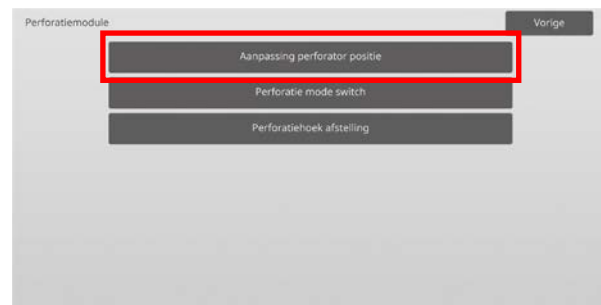 Perforatiemodule
Vorige
Aanpassing perforator positie
Perforatie mode switch
Perforatiehoek afstelling